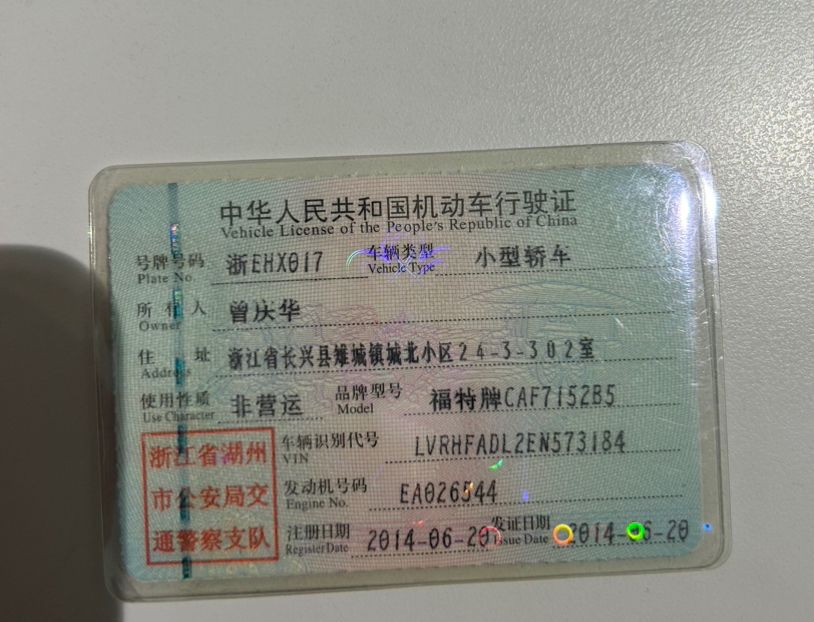 中华人民共和国机动车行驶证
Vehicle License of the People's Republic of China
号牌号码 浙EHX017 车辆类型 小型轿车
Plate No. Vehicle Type
所有人 曾庆华
Owner
住址 浙江省长兴县雉城镇城北小区24-3-302室
Address
使用性质 非营运 品牌型号 福特牌CAF7152B5
Use Character Model
车辆识别代号 LVRHFADL2EN573184
VIN
发动机号码 EA026544
Engine No.
注册日期 2014-06-20 发证日期 2014-06-20
Register Date Issue Date
浙江省湖州
市公安局交
通警察支队